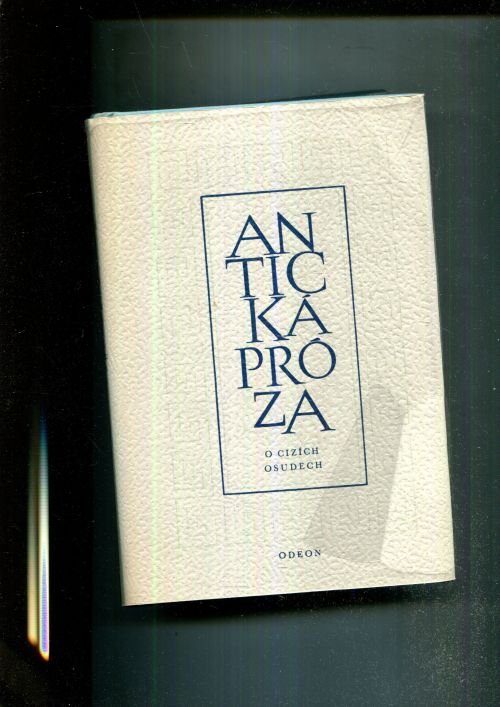 AN
TIC
KÁ
PRÓ
ZA
O CIZÍCH
OSUDECH
ODEON